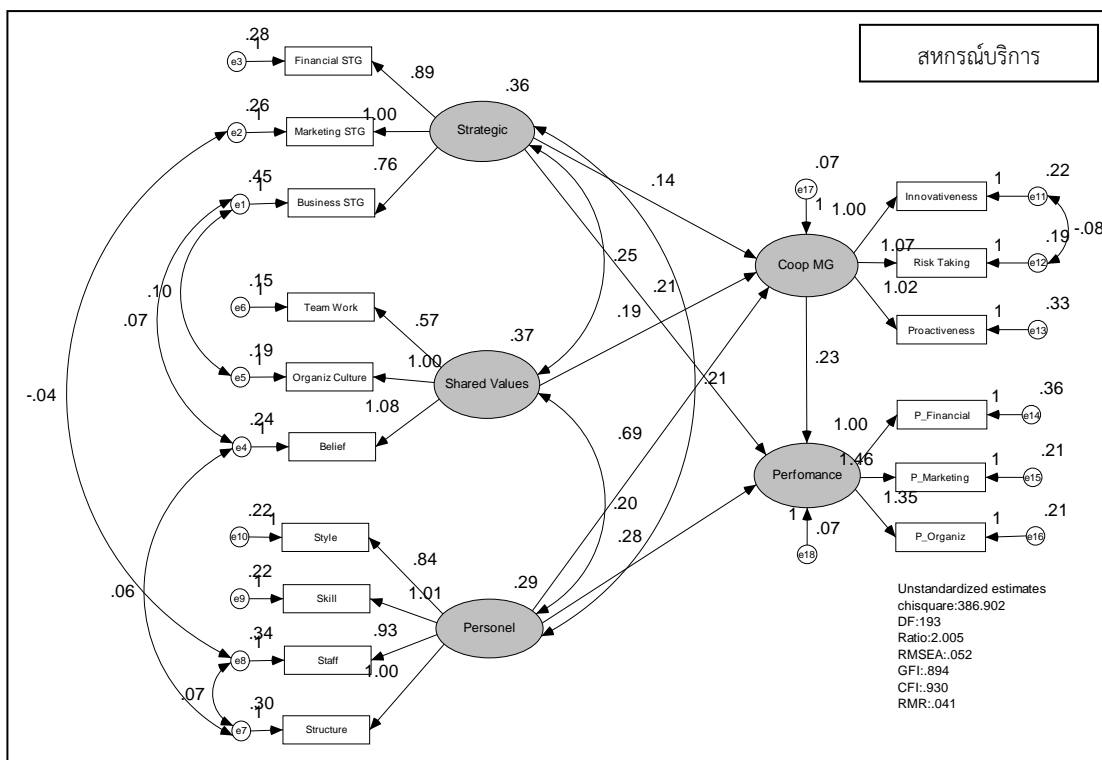 สหกรณ์บริการ
.28
1
e3
Financial STG
.89
.36
.26
1
e2
Marketing STG
1.00
Strategic
.76
.45
1
e1
Business STG
.14
.07
e17
1
1.00
Innovativeness
1
e11
.22
-.08
1.07
Risk Taking
1
e12
.19
Coop MG
1.02
Proactiveness
1
e13
.33
.25
.21
.19
.10
.07
.15
1
e6
Team Work
.57
.37
.19
1
e5
Organiz Culture
1.00
Shared Values
1.08
.24
1
e4
Belief
-.04
.23
.21
.69
.20
.28
1.00
P_Financial
1
e14
.36
Perfomance
1.46
P_Marketing
1
e15
.21
1.35
P_Organiz
1
e16
.21
1
.07
e18
.22
1
e10
Style
.84
.29
.22
1
e9
Skill
1.01
Personel
.93
.34
1
e8
Staff
1.00
.06
.07
.30
1
e7
Structure
Unstandardized estimates
chisquare:386.902
DF:193
Ratio:2.005
RMSEA:.052
GFI:.894
CFI:.930
RMR:.041